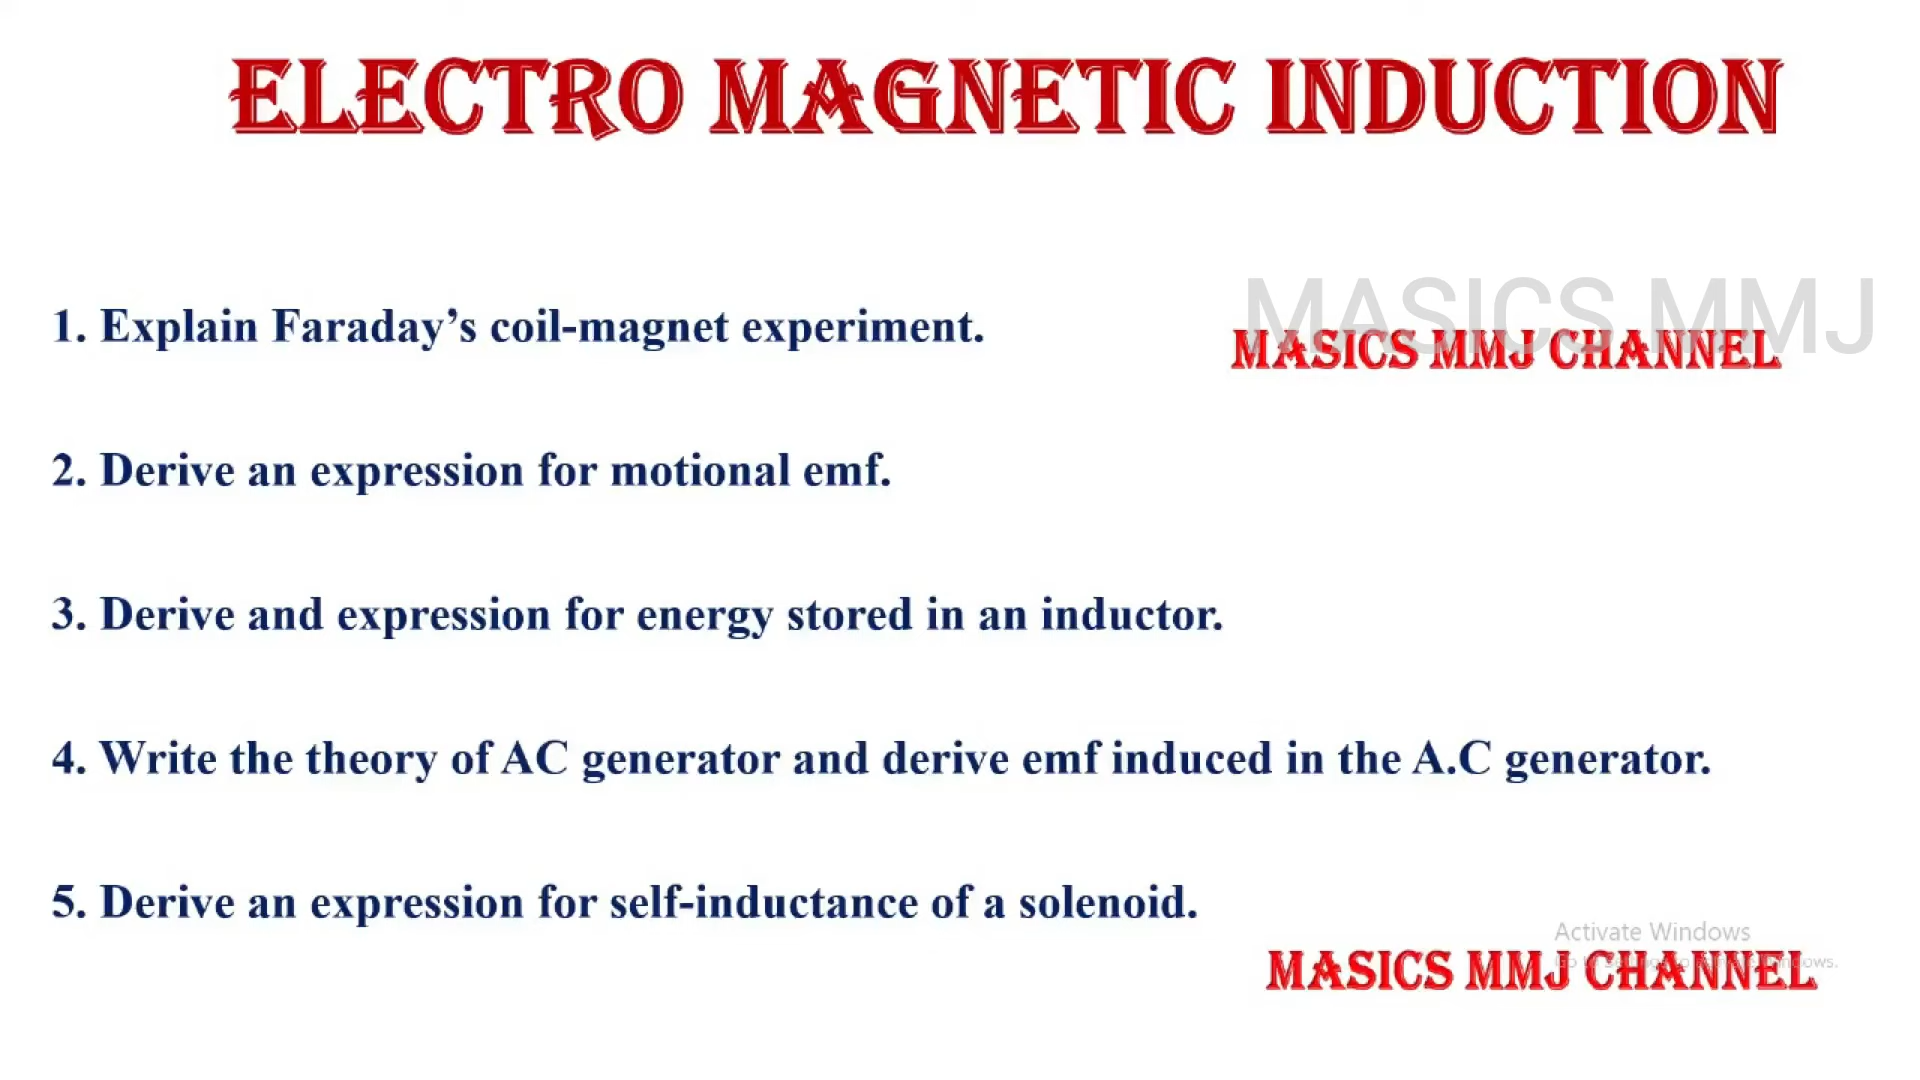 ELECTRO MAGNETIC INDUCTION
1. Explain Faraday’s coil-magnet experiment.
MASICS MMJ
MASICS MMJ CHANNEL
2. Derive an expression for motional emf.
3. Derive and expression for energy stored in an inductor.
4. Write the theory of AC generator and derive emf induced in the A.C generator.
5. Derive an expression for self-inductance of a solenoid.
Activate Windows
MASICS MMJ CHANNEL